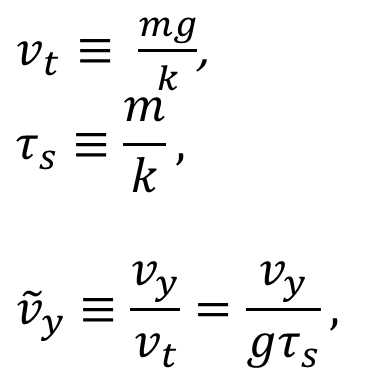 v_t ≡ mg/k,
τ_s ≡ m/k,
ṽ_y ≡ v_y/v_t = v_y/(gτ_s),